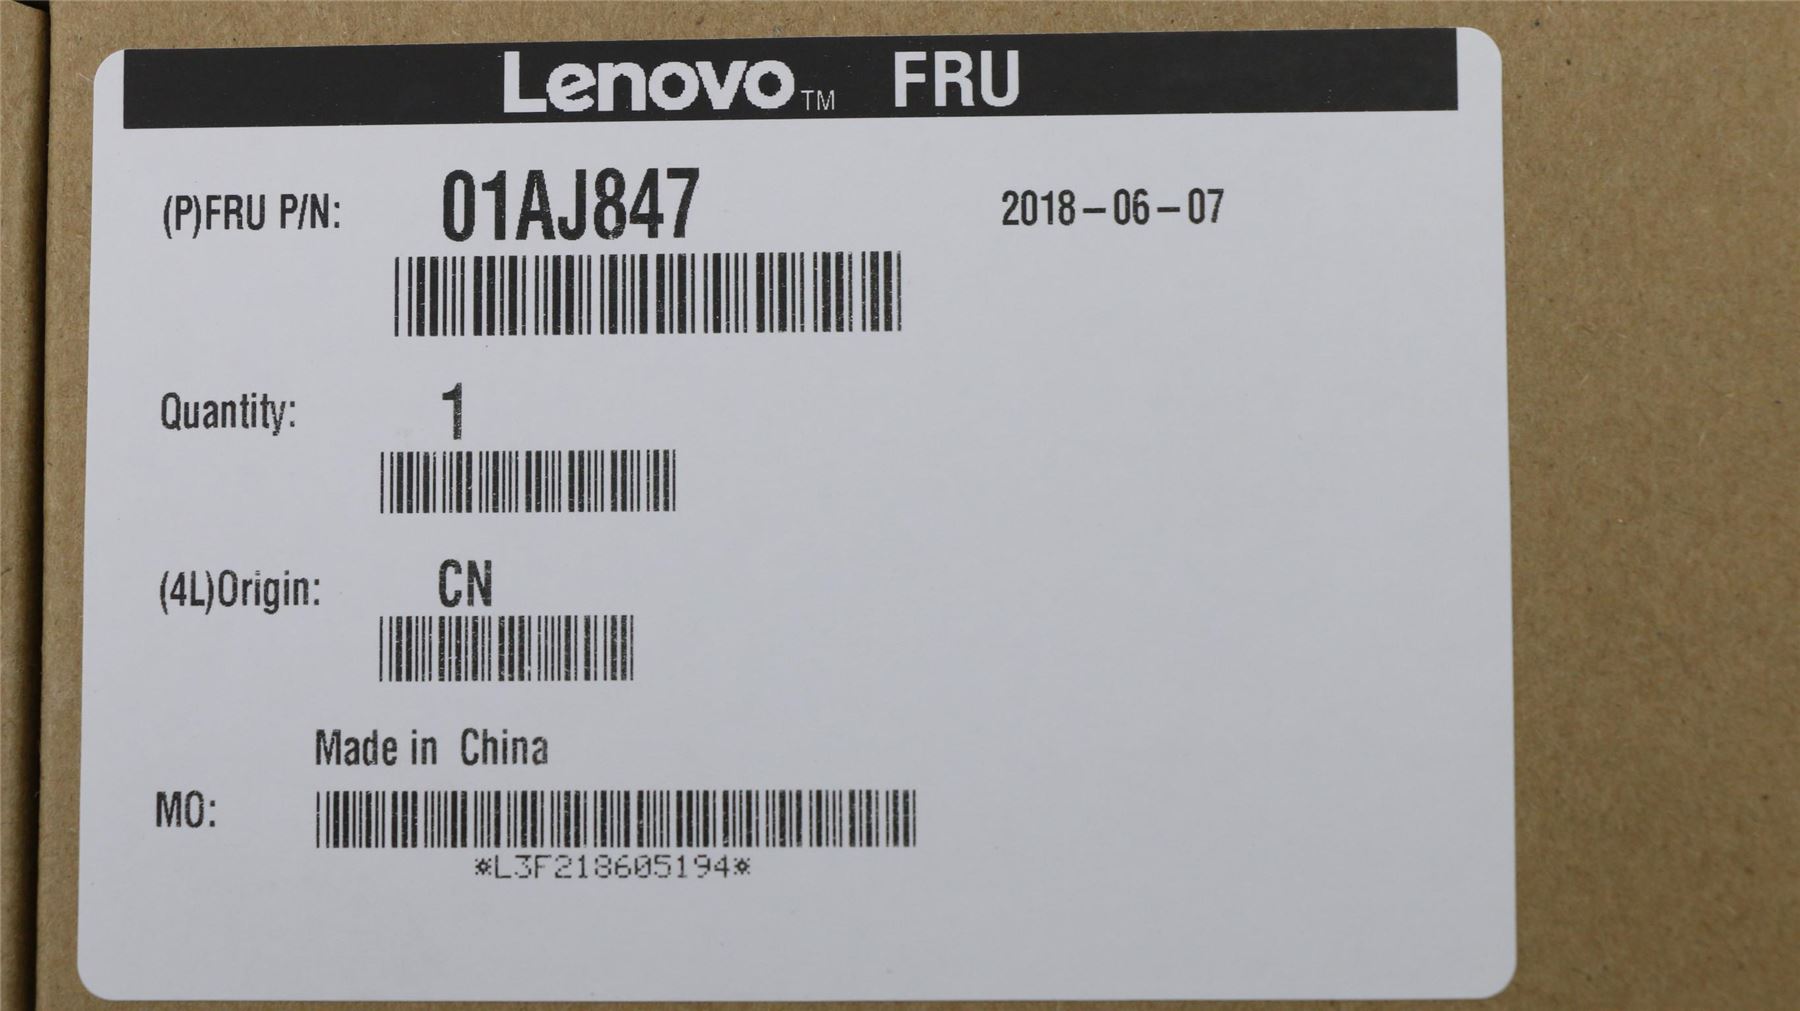 Lenovo™ FRU
(P)FRU P/N: 01AJ847 2018-06-07
Quantity: 1
(4L)Origin: CN
Made in China
MO:
*L3F218605194*